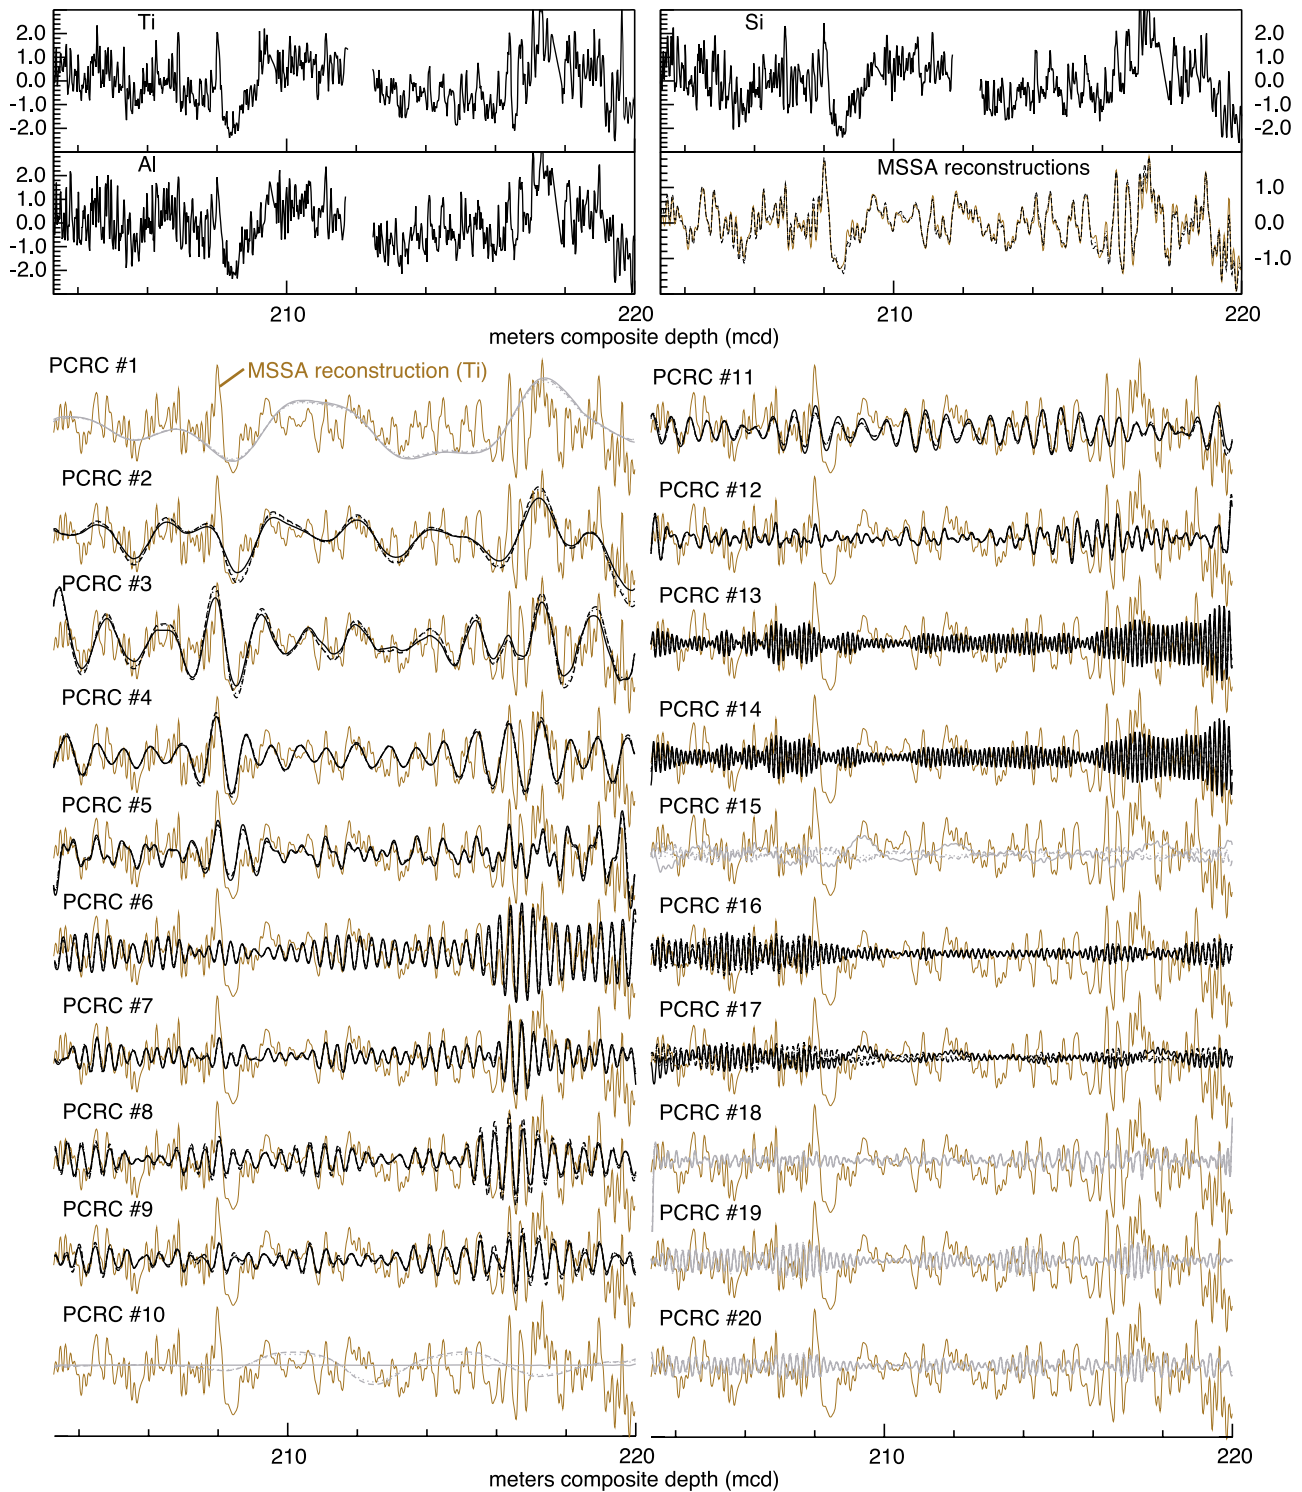 Ti
2.0
1.0
0.0
-1.0
-2.0
Si
2.0
1.0
0.0
-1.0
-2.0
Al
2.0
1.0
0.0
-1.0
-2.0
MSSA reconstructions
1.0
0.0
-1.0
210
220
210
220
meters composite depth (mcd)
PCRC #1
MSSA reconstruction (Ti)
PCRC #2
PCRC #3
PCRC #4
PCRC #5
PCRC #6
PCRC #7
PCRC #8
PCRC #9
PCRC #10
PCRC #11
PCRC #12
PCRC #13
PCRC #14
PCRC #15
PCRC #16
PCRC #17
PCRC #18
PCRC #19
PCRC #20
210
220
210
220
meters composite depth (mcd)